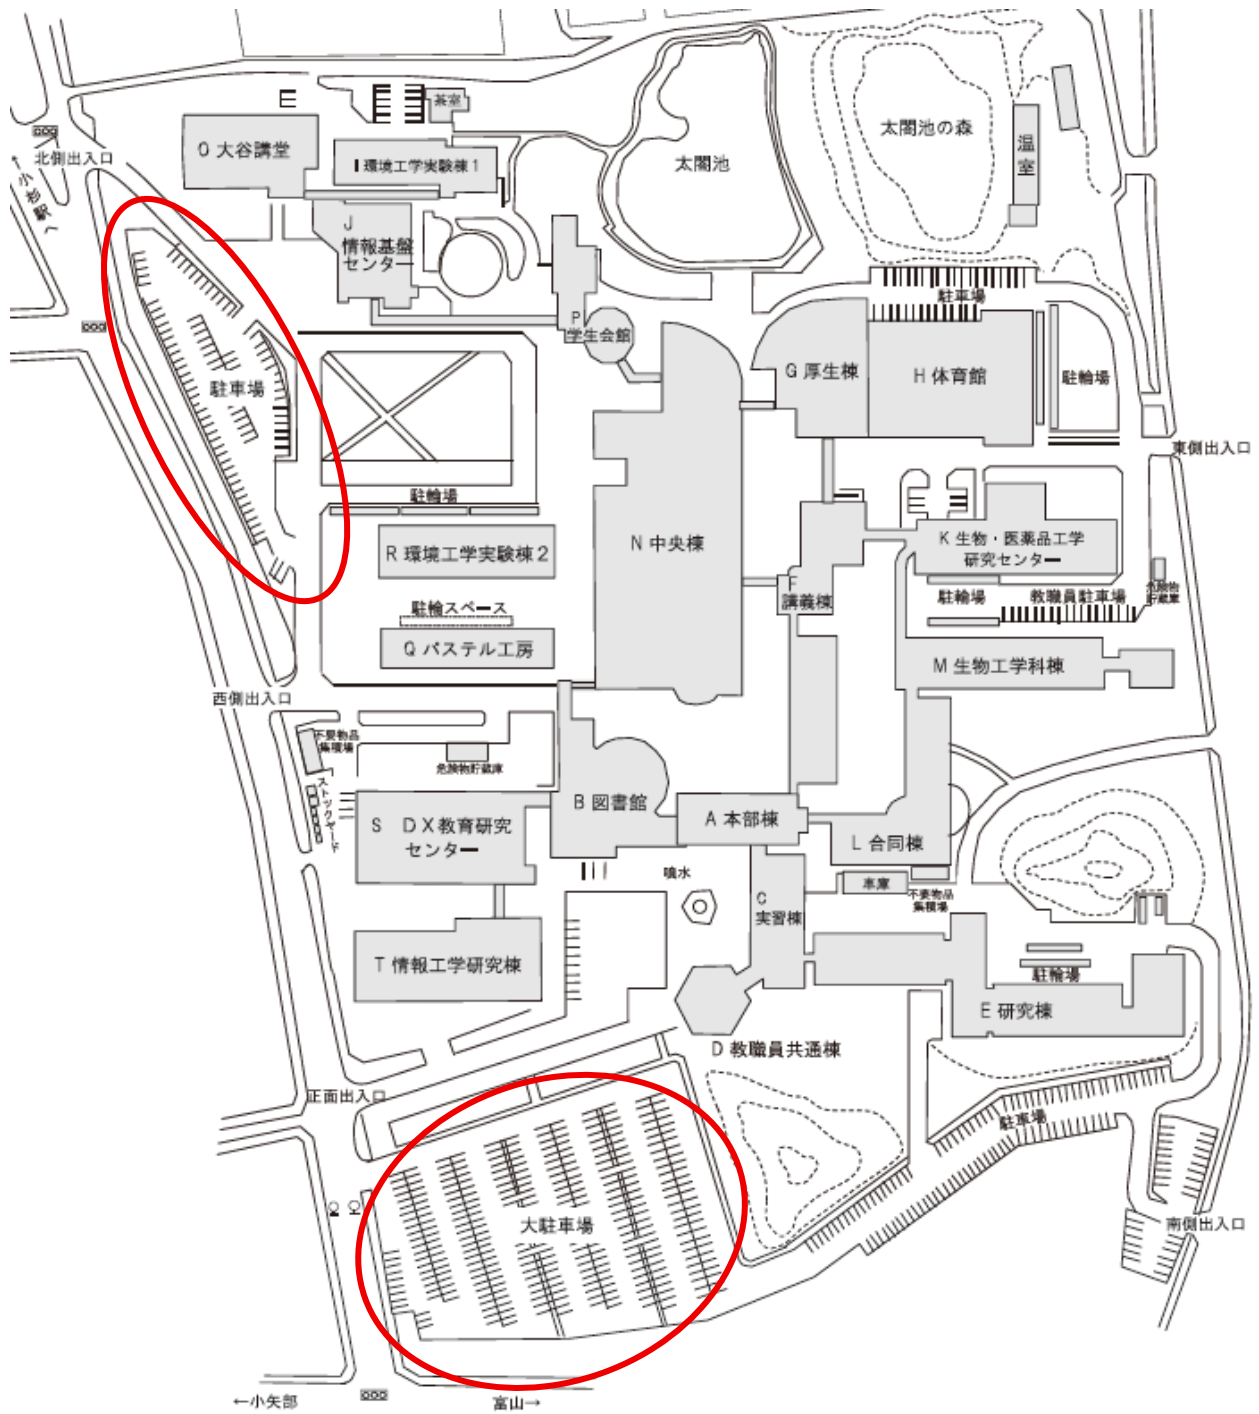 茶室
O 大谷講堂
I 環境工学実験棟1
北側出入口
←小杉駅へ
太閤池
太閤池の森
温室
J
情報基盤
センター
P
学生会館
駐車場
駐車場
G 厚生棟
H 体育館
駐輪場
東側出入口
駐輪場
R 環境工学実験棟2
N 中央棟
K 生物・医薬品工学
研究センター
F
講義棟
駐輪場
教職員駐車場
危険物
貯蔵庫
駐輪スペース
Q パステル工房
M 生物工学科棟
西側出入口
不要物品
集積場
ストックヤード
危険物貯蔵庫
S DX教育研究
センター
B 図書館
A 本部棟
L 合同棟
噴水
車庫
不要物品
集積場
C
実習棟
T 情報工学研究棟
駐輪場
E 研究棟
D 教職員共通棟
正面出入口
駐車場
大駐車場
南側出入口
←小矢部
富山→